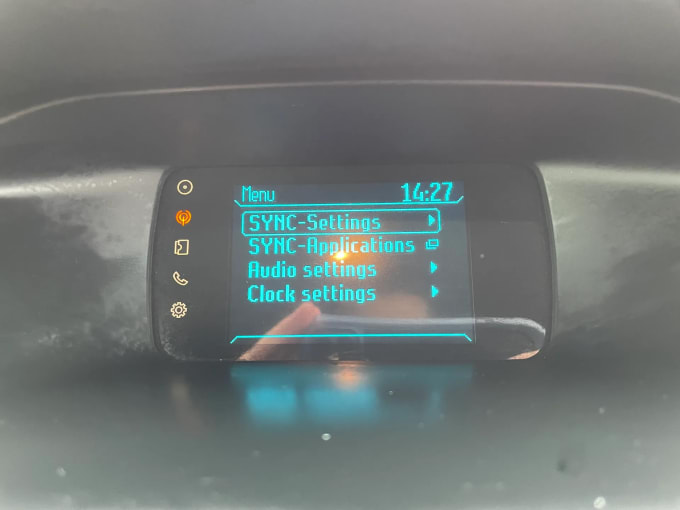 Menu 14:27
SYNC-Settings
SYNC-Applications
Audio settings
Clock settings